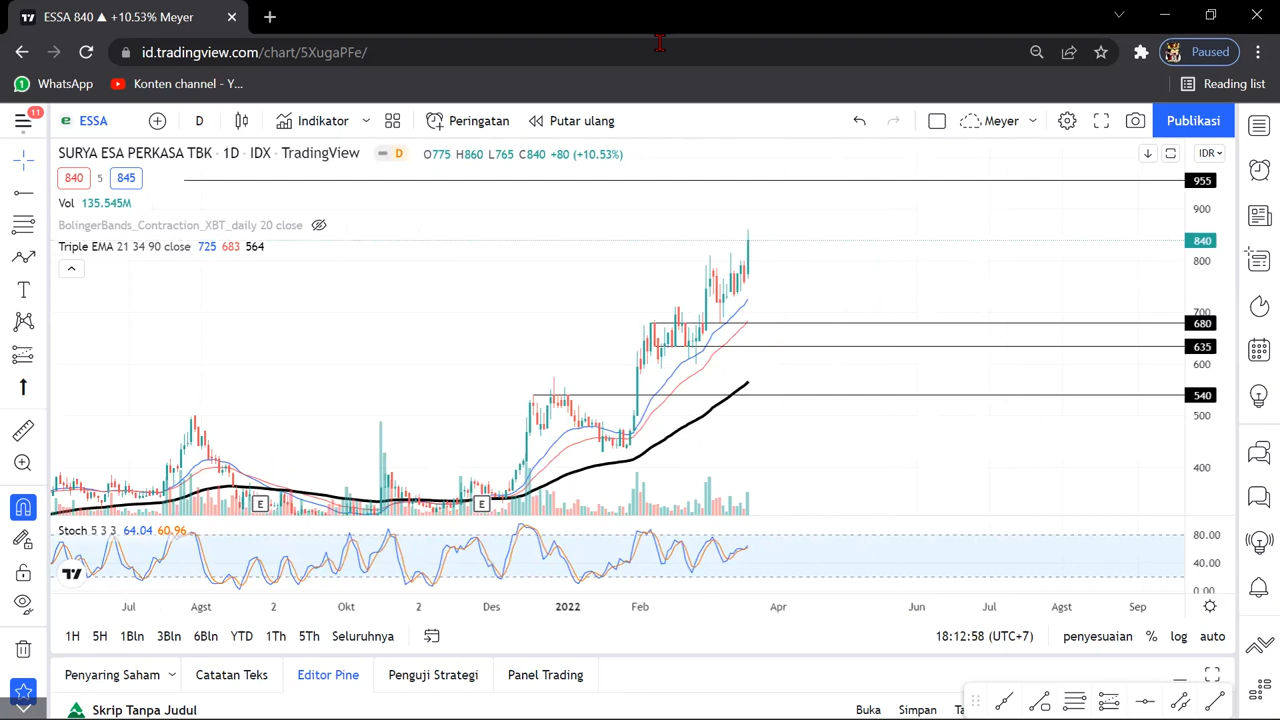 ESSA 840 ▲ +10.53% Meyer
id.tradingview.com/chart/5XugaPFe/
Paused
WhatsApp
Konten channel - Y...
Reading list
11
ESSA
D
Indikator
Peringatan
Putar ulang
Meyer
Publikasi
SURYA ESA PERKASA TBK · 1D · IDX · TradingView
D
O775 H860 L765 C840 +80 (+10.53%)
IDR
840 5 845
955
Vol 135.545M
900
BolingerBands_Contraction_XBT_daily 20 close
Triple EMA 21 34 90 close 725 683 564
840
800
700
680
635
600
540
500
400
E
E
Stoch 5 3 3 64.04 60.96
80.00
40.00
0.00
Jul Agst 2 Okt 2 Des 2022 Feb Apr Jun Jul Agst Sep
1H 5H 1Bln 3Bln 6Bln YTD 1Th 5Th Seluruhnya
18:12:58 (UTC+7)
penyesuaian % log auto
Penyaring Saham
Catatan Teks
Editor Pine
Penguji Strategi
Panel Trading
Skrip Tanpa Judul
Buka
Simpan